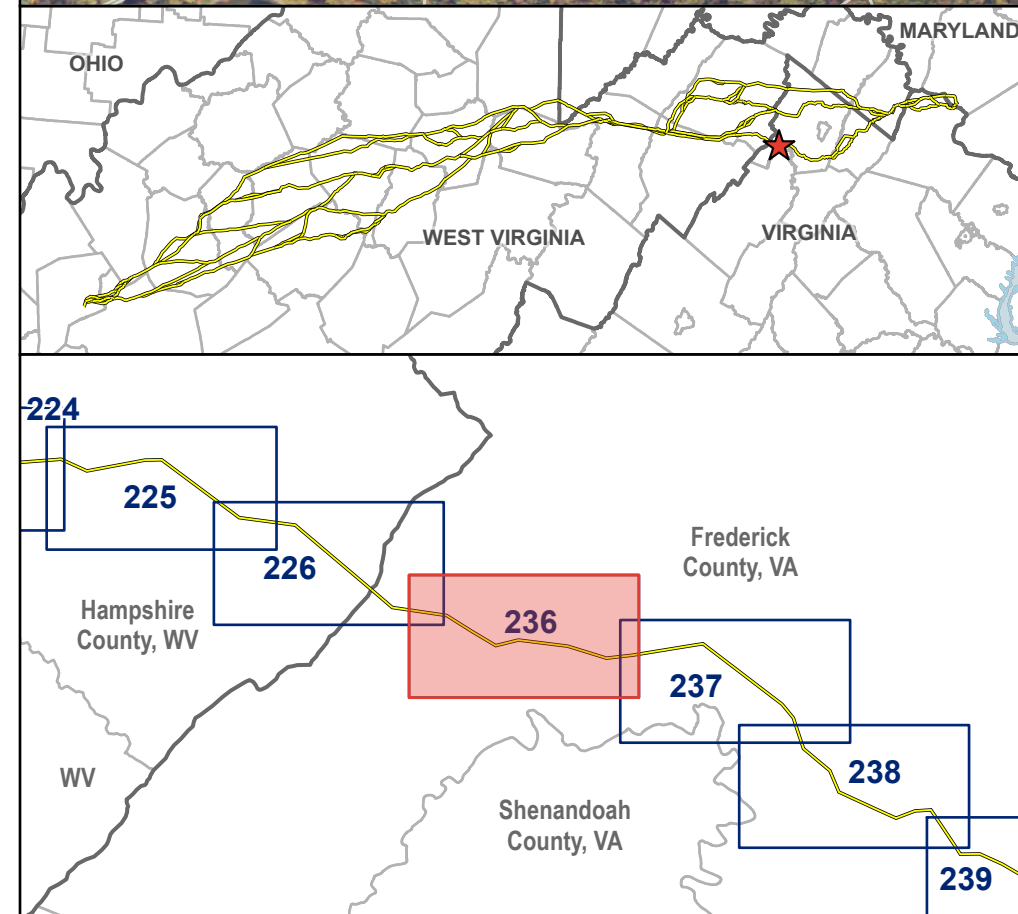 OHIO
MARYLAND
WEST VIRGINIA
VIRGINIA
224
225
226
Frederick
County, VA
Hampshire
County, WV
236
237
WV
238
Shenandoah
County, VA
239